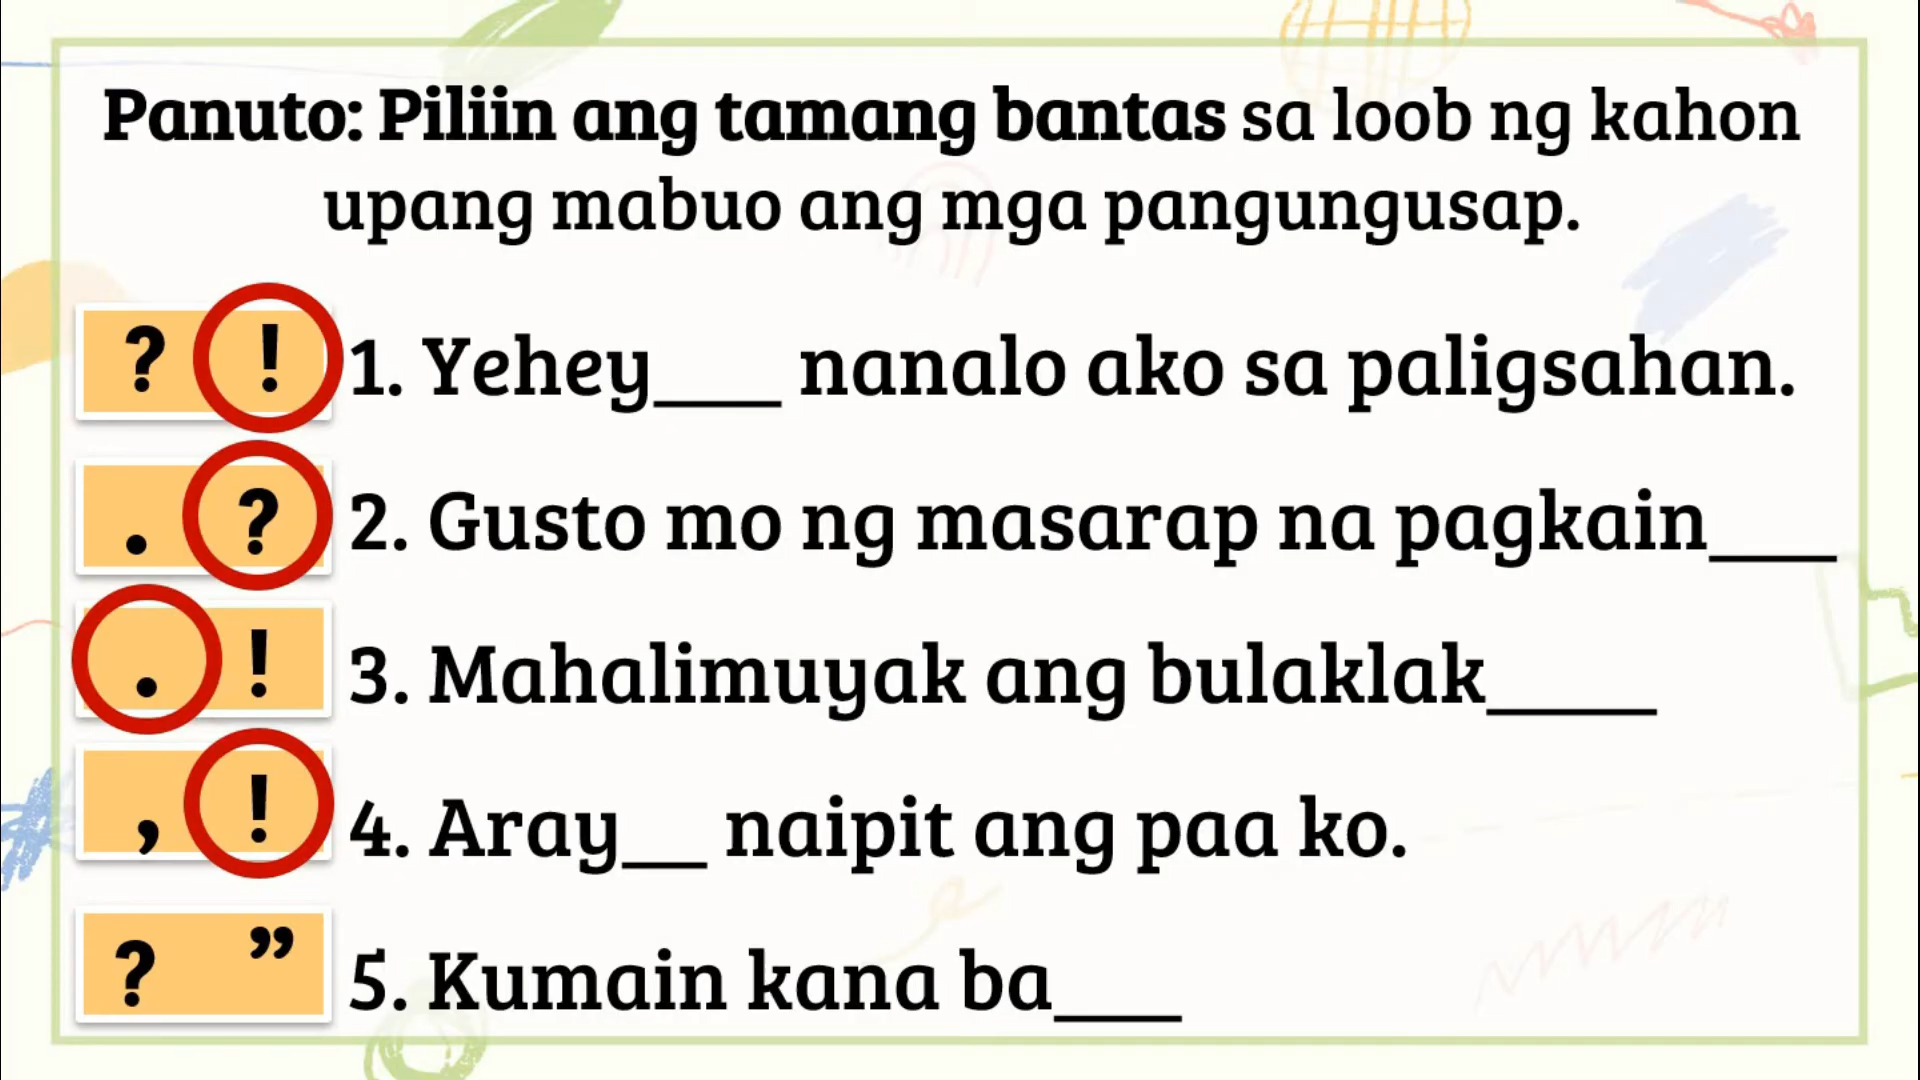 Panuto: Piliin ang tamang bantas sa loob ng kahon
upang mabuo ang mga pangungusap.
? ! 1. Yehey___ nanalo ako sa paligsahan.
. ? 2. Gusto mo ng masarap na pagkain___
. ! 3. Mahalimuyak ang bulaklak____
, ! 4. Aray__ naipit ang paa ko.
? ” 5. Kumain kana ba___